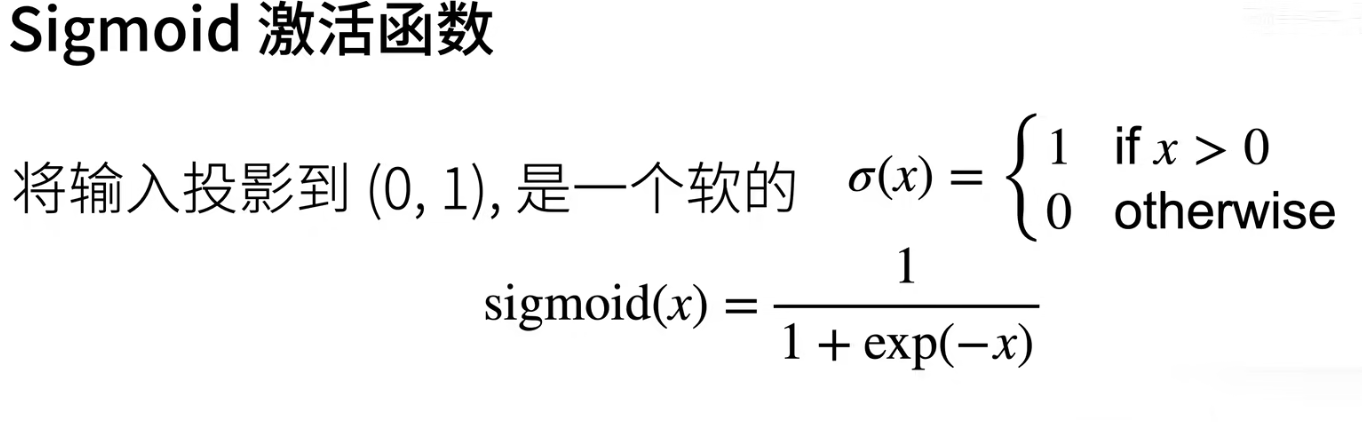 Sigmoid 激活函数
将输入投影到 (0, 1), 是一个软的 σ(x) = { 1 if x > 0
0 otherwise
sigmoid(x) = 1 / (1 + exp(−x))